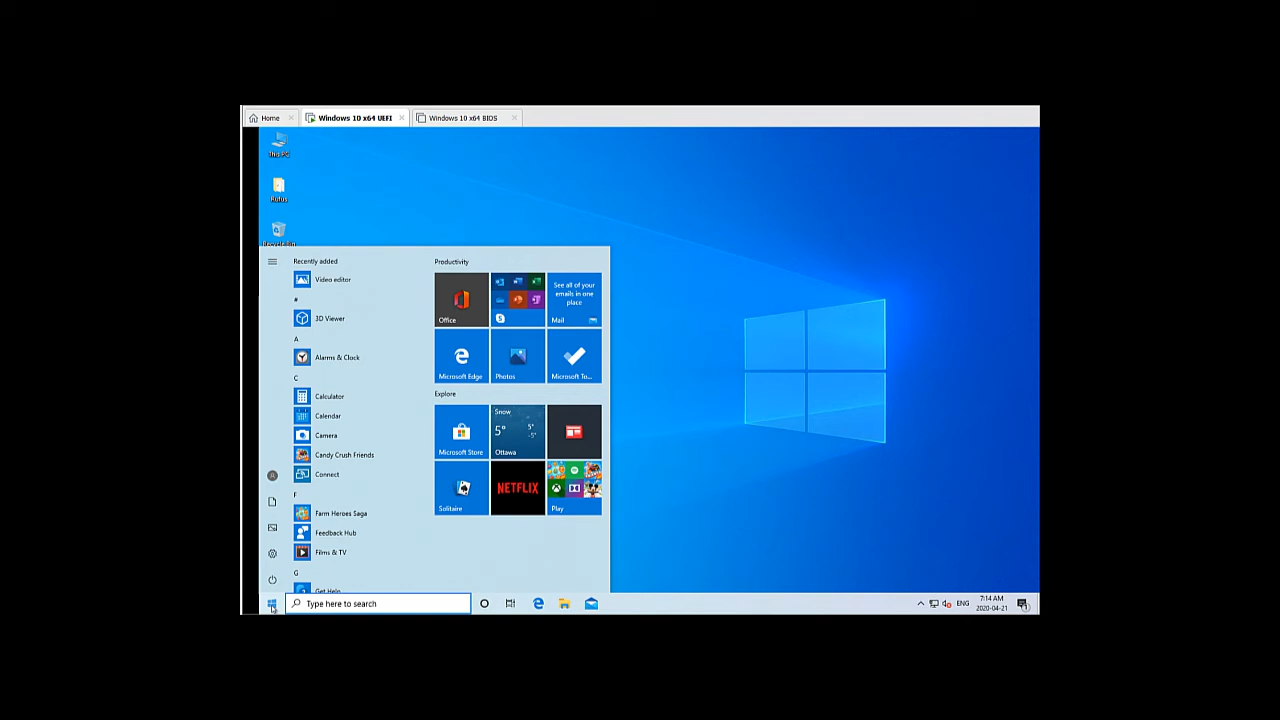 Home
Windows 10 x64 UEFI
Windows 10 x64 BIOS
This PC
Rufus
Recycle Bin
Recently added
Video editor
#
3D Viewer
A
Alarms & Clock
C
Calculator
Calendar
Camera
Candy Crush Friends
Connect
F
Farm Heroes Saga
Feedback Hub
Films & TV
G
Get Help
Productivity
Office
See all of your
emails in one
place
Mail
Microsoft Edge
Photos
Microsoft To...
Explore
Microsoft Store
Snow
5°
5°
-5°
Ottawa
Solitaire
NETFLIX
Play
Type here to search
ENG
7:14 AM
2020-04-21